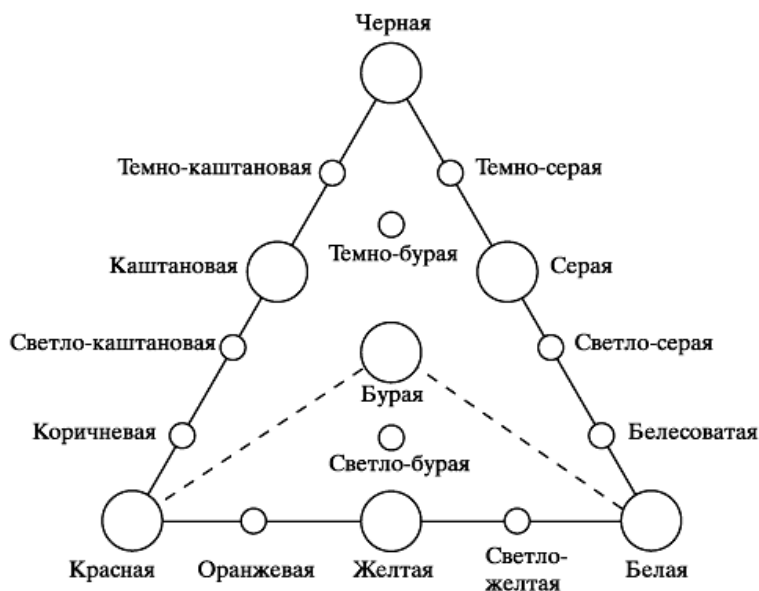 Черная
Темно-каштановая
Темно-серая
Темно-бурая
Каштановая
Серая
Светло-каштановая
Светло-серая
Бурая
Коричневая
Белесоватая
Светло-бурая
Красная
Оранжевая
Желтая
Светло-
желтая
Белая